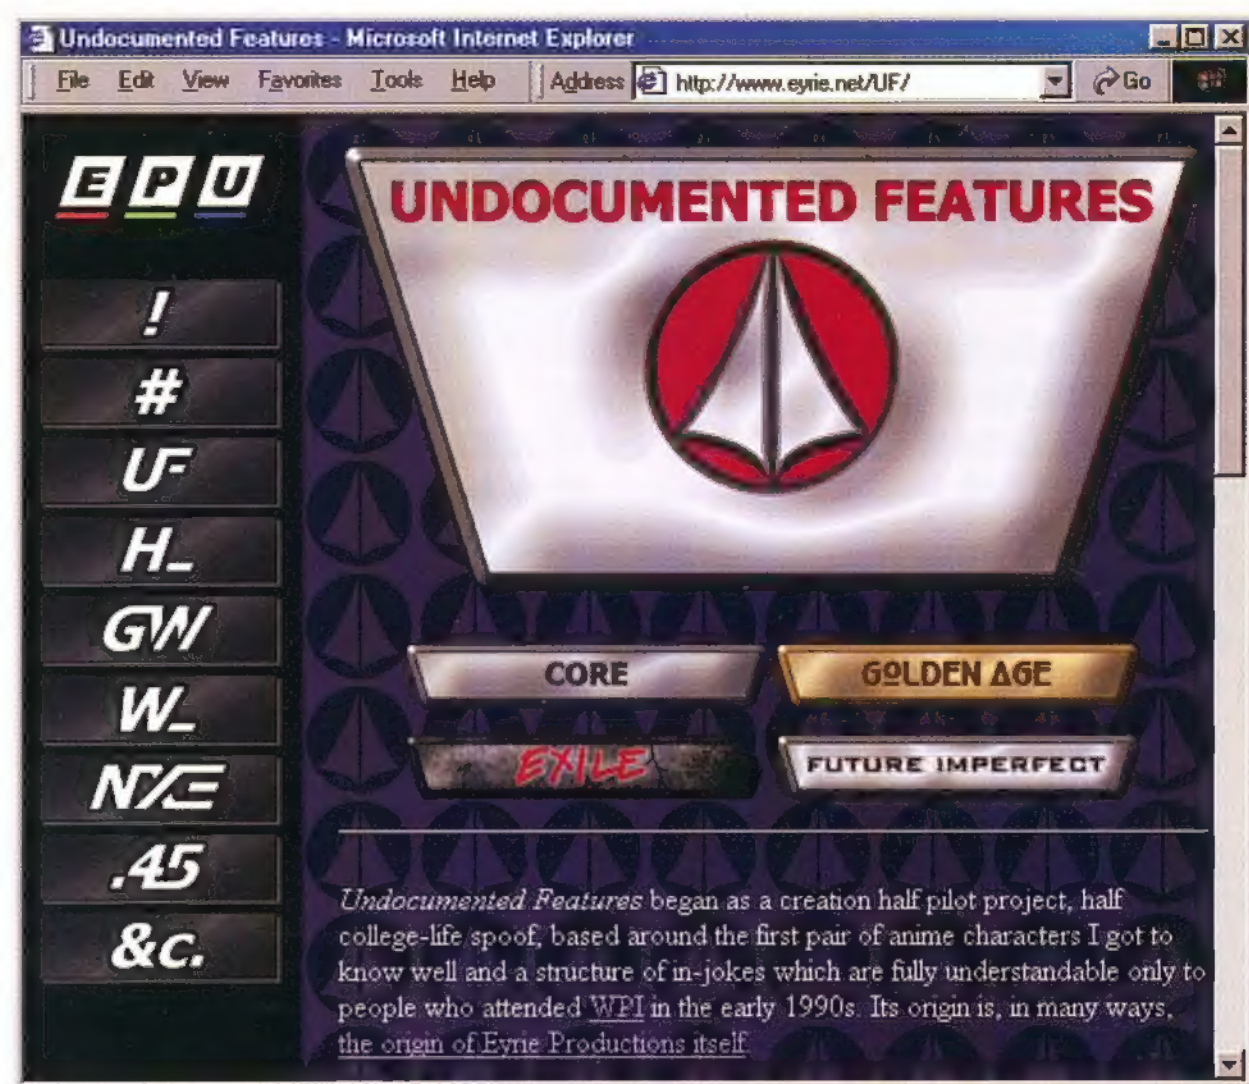 Undocumented Features - Microsoft Internet Explorer
File Edit View Favorites Tools Help Address http://www.eyrie.net/UF/ Go
EPU
!
#
UF
H_
GW
W_
NXE
.45
&c.
UNDOCUMENTED FEATURES
CORE
GOLDEN AGE
EXILE
FUTURE IMPERFECT
Undocumented Features began as a creation half pilot project, half
college-life spoof, based around the first pair of anime characters I got to
know well and a structure of in-jokes which are fully understandable only to
people who attended WPI in the early 1990s. Its origin is, in many ways,
the origin of Eyrie Productions itself.